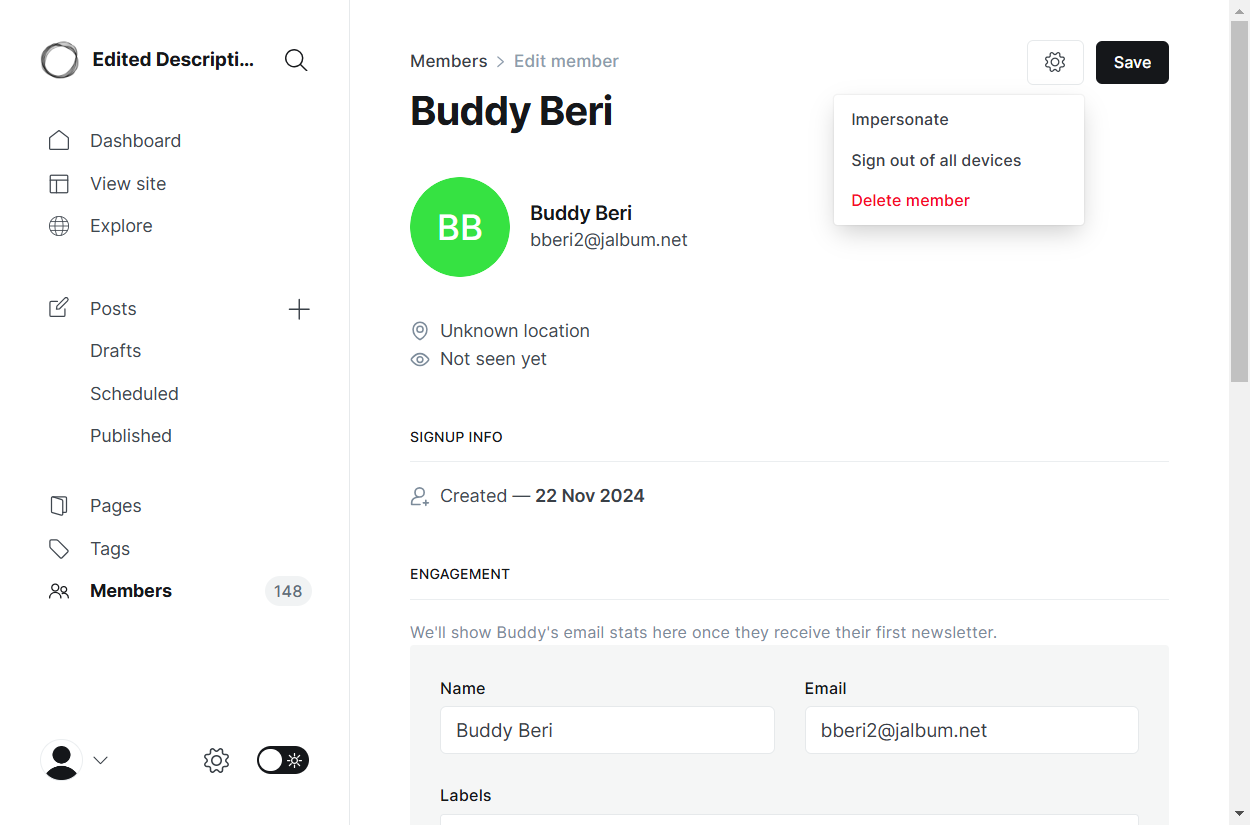 Edited Descripti...
Dashboard
View site
Explore
Posts
Drafts
Scheduled
Published
Pages
Tags
Members
148
Members > Edit member
Save
Buddy Beri
Impersonate
Sign out of all devices
Delete member
BB
Buddy Beri
bberi2@jalbum.net
Unknown location
Not seen yet
SIGNUP INFO
Created — 22 Nov 2024
ENGAGEMENT
We'll show Buddy's email stats here once they receive their first newsletter.
Name
Email
Buddy Beri
bberi2@jalbum.net
Labels